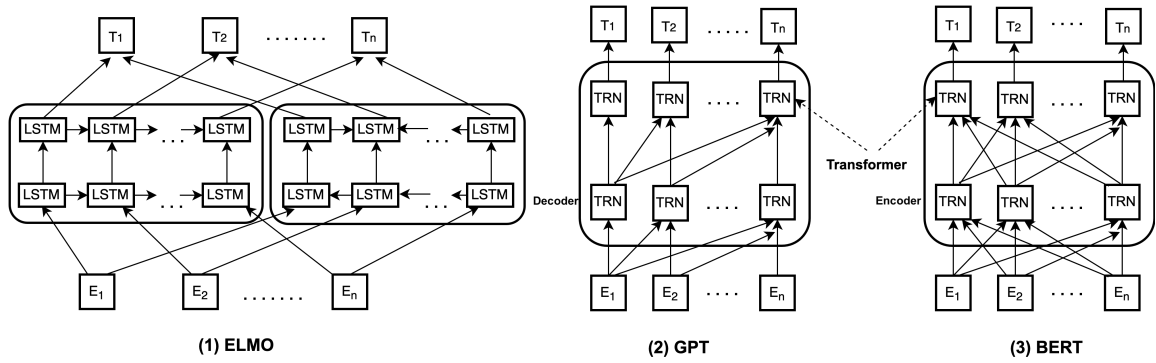 T1 T2 ....... Tn
LSTM LSTM ... LSTM LSTM LSTM ... LSTM
LSTM LSTM ... LSTM LSTM LSTM ... LSTM
E1 E2 ....... En
(1) ELMO
T1 T2 ..... Tn
TRN TRN .... TRN
Decoder TRN TRN .... TRN
E1 E2 .... En
(2) GPT
Transformer
T1 T2 .... Tn
TRN TRN .... TRN
Encoder TRN TRN .... TRN
E1 E2 .... En
(3) BERT